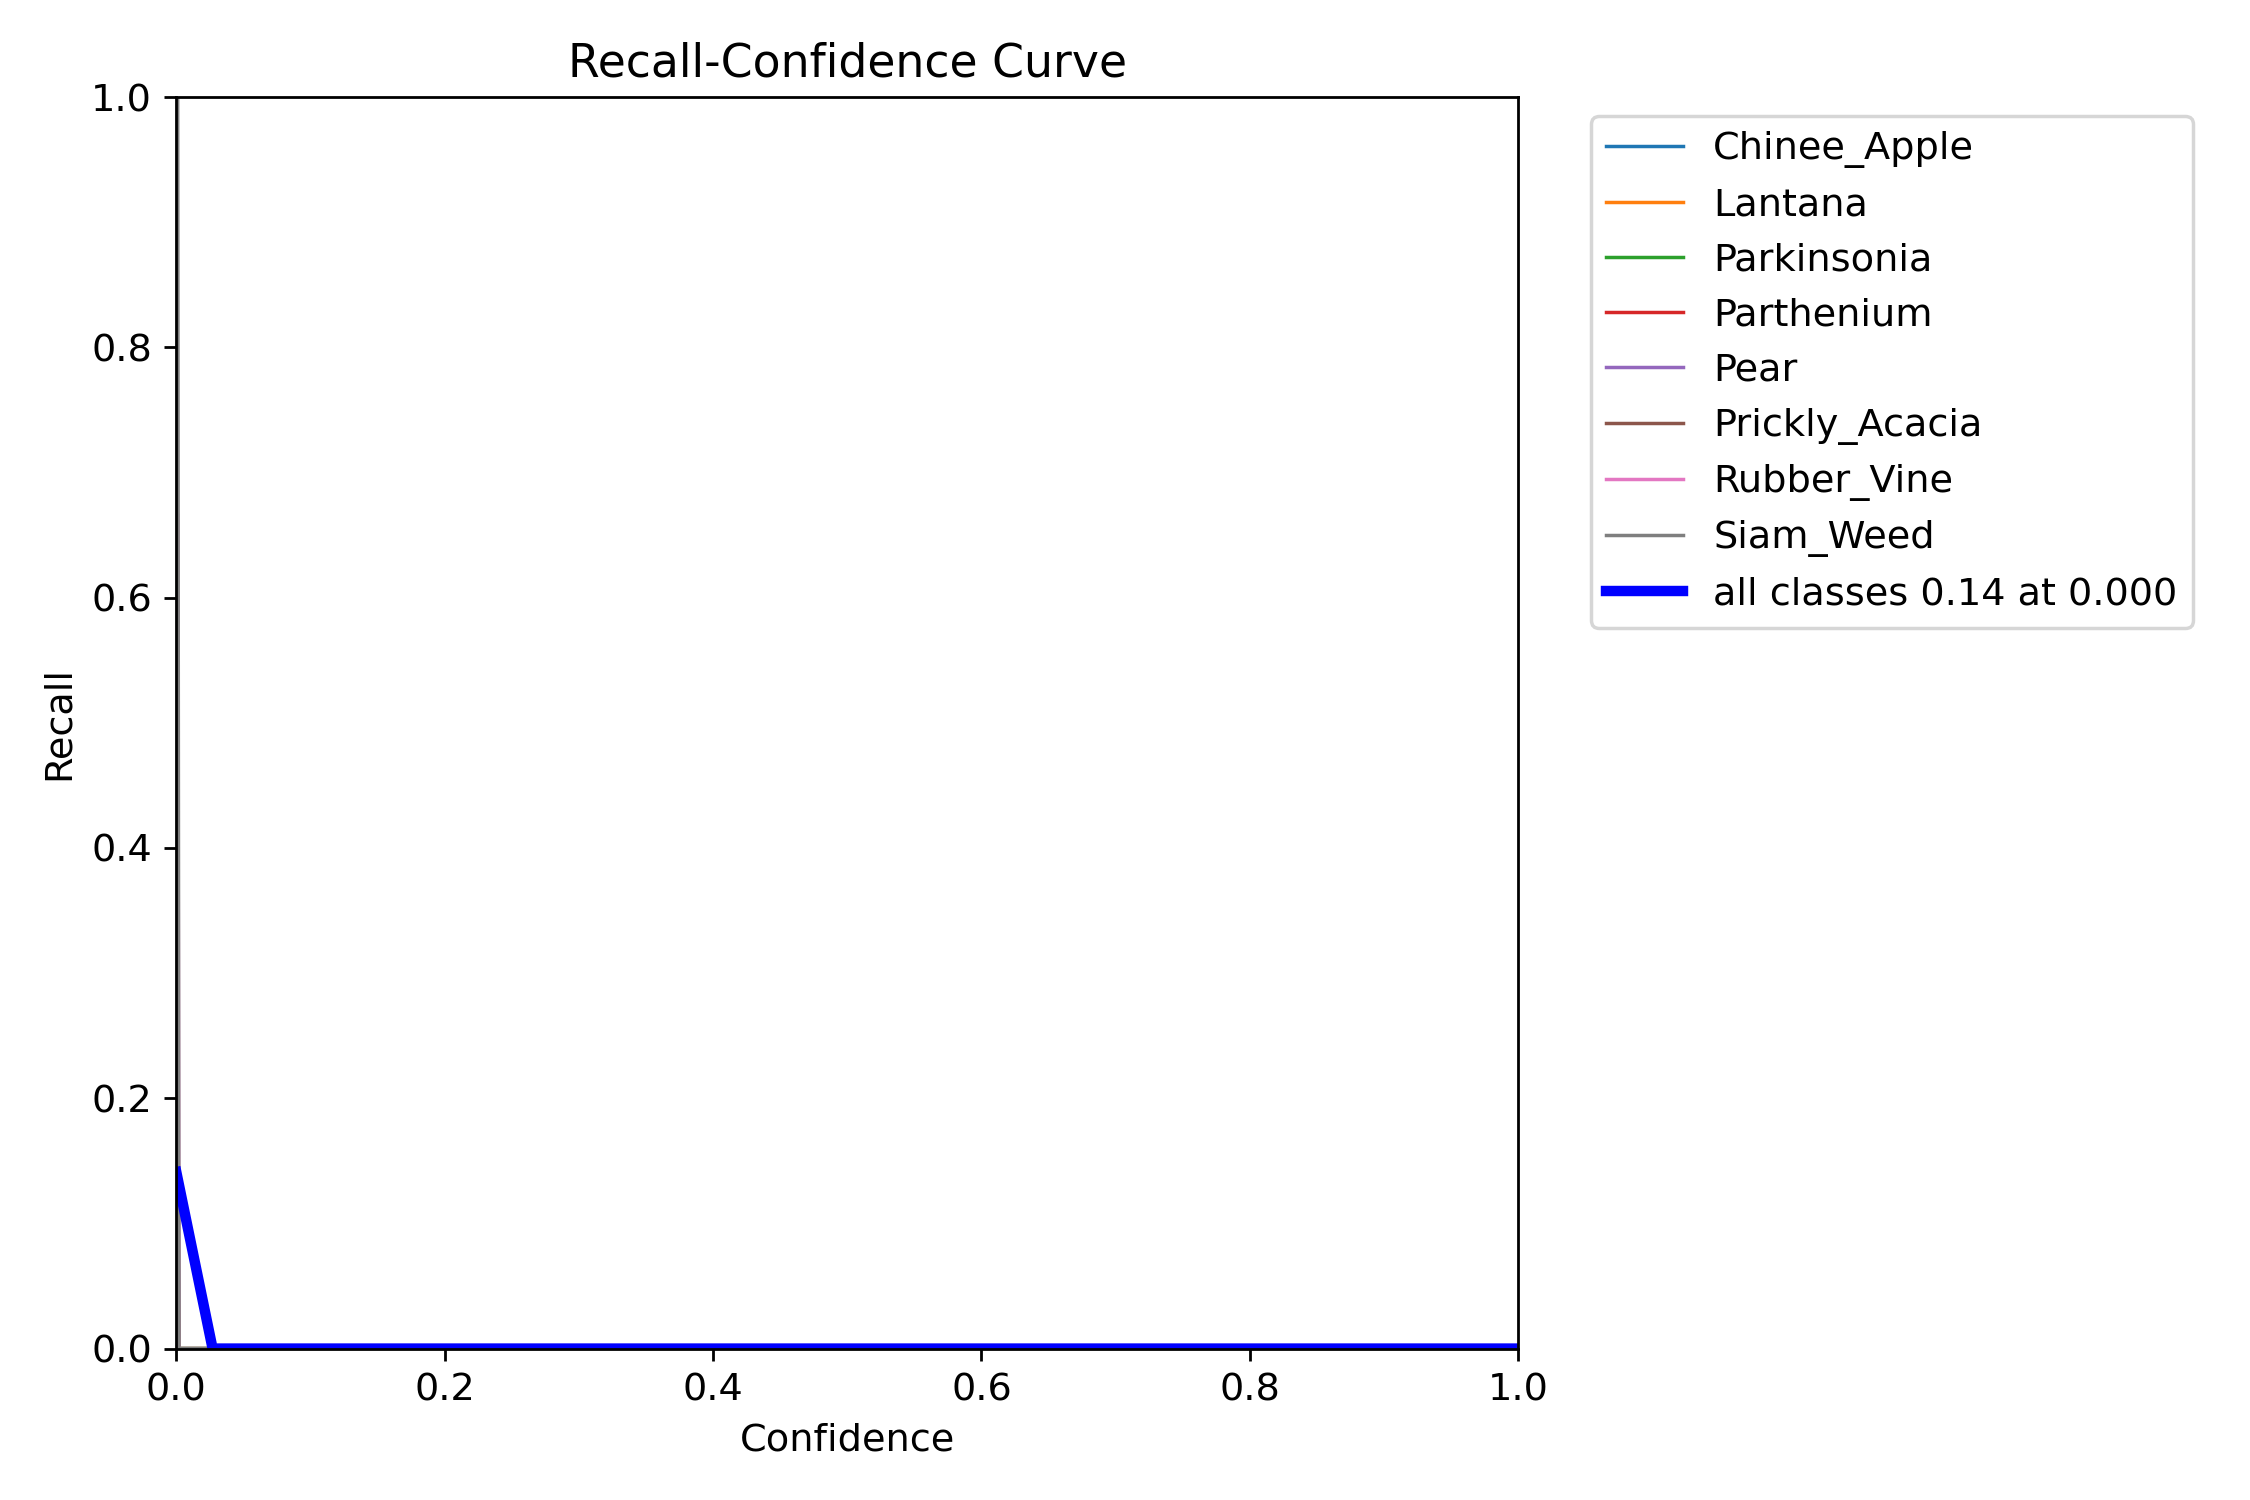 Recall-Confidence Curve
1.0
0.8
0.6
0.4
0.2
0.0
Recall
0.0 0.2 0.4 0.6 0.8 1.0
Confidence
Chinee_Apple
Lantana
Parkinsonia
Parthenium
Pear
Prickly_Acacia
Rubber_Vine
Siam_Weed
all classes 0.14 at 0.000